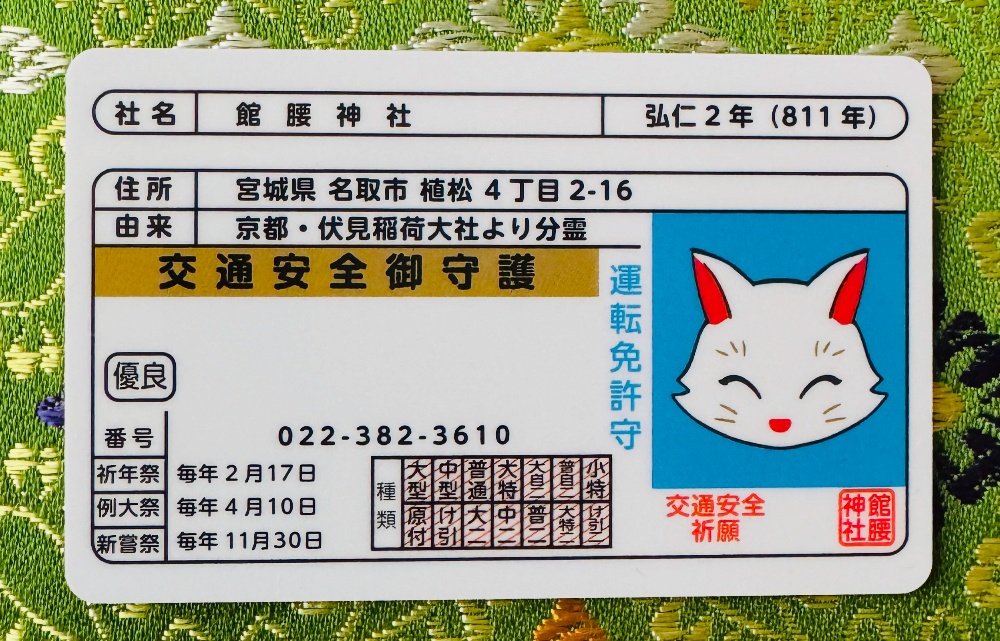 社名 館腰神社 弘仁2年（811年）
住所 宮城県 名取市 植松 4丁目2-16
由来 京都・伏見稲荷大社より分霊
交通安全御守護
運転免許守
優良
番号 022-382-3610
祈年祭 毎年2月17日
例大祭 毎年4月10日
新嘗祭 毎年11月30日
種類
大型 中型 普通 大特 大自二 普自二 小特
原付 け引 大二 中二 普二 大特二 け引二
交通安全
祈願
館腰神社